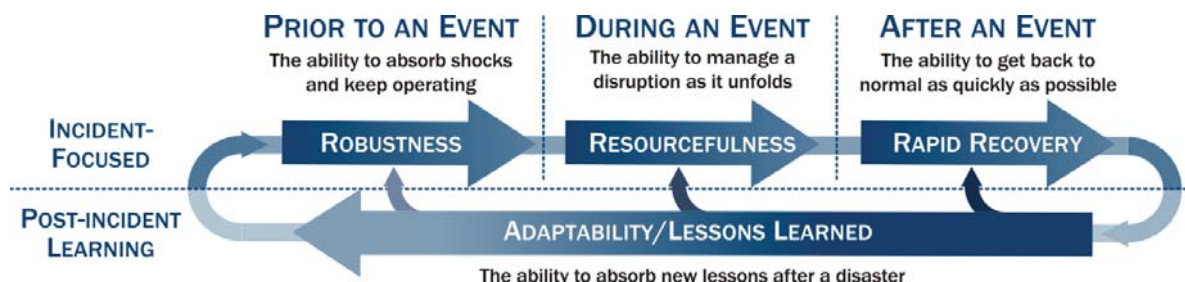 PRIOR TO AN EVENT
The ability to absorb shocks
and keep operating
DURING AN EVENT
The ability to manage a
disruption as it unfolds
AFTER AN EVENT
The ability to get back to
normal as quickly as possible
INCIDENT-
FOCUSED
ROBUSTNESS
RESOURCEFULNESS
RAPID RECOVERY
POST-INCIDENT
LEARNING
ADAPTABILITY/LESSONS LEARNED
The ability to absorb new lessons after a disaster